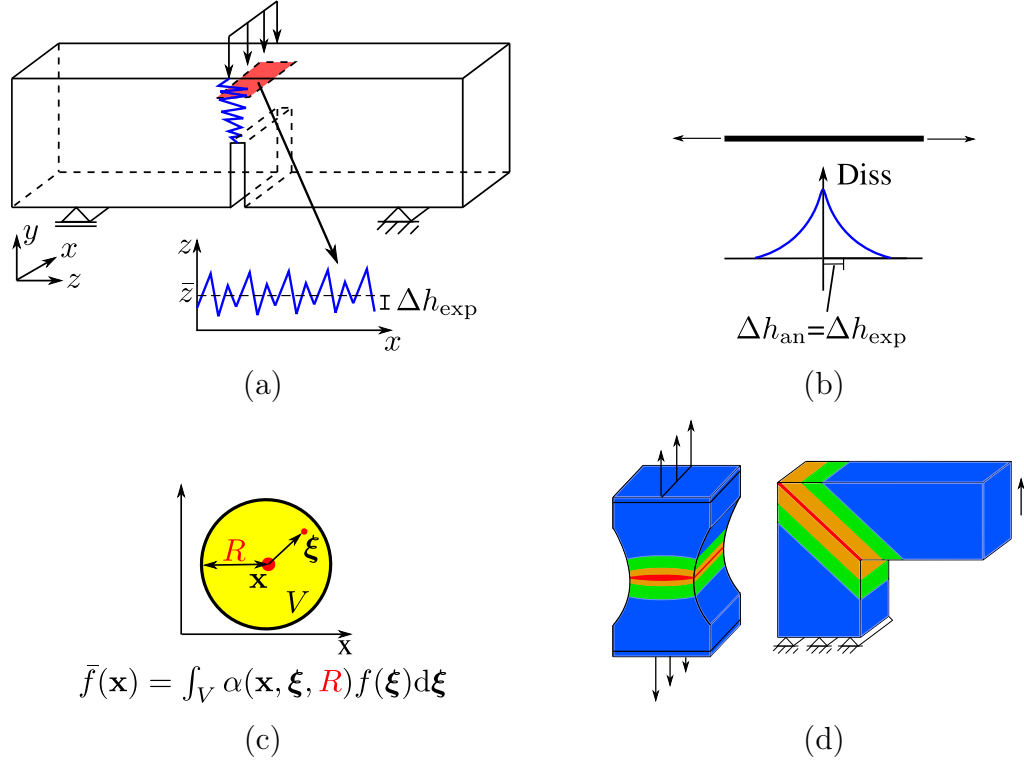 y
x
z
z
z̄
Δh_exp
x
(a)
Diss
Δh_an=Δh_exp
(b)
R
ξ
x
V
x
f̄(x) = ∫_V α(x, ξ, R)f(ξ)dξ
(c)
(d)